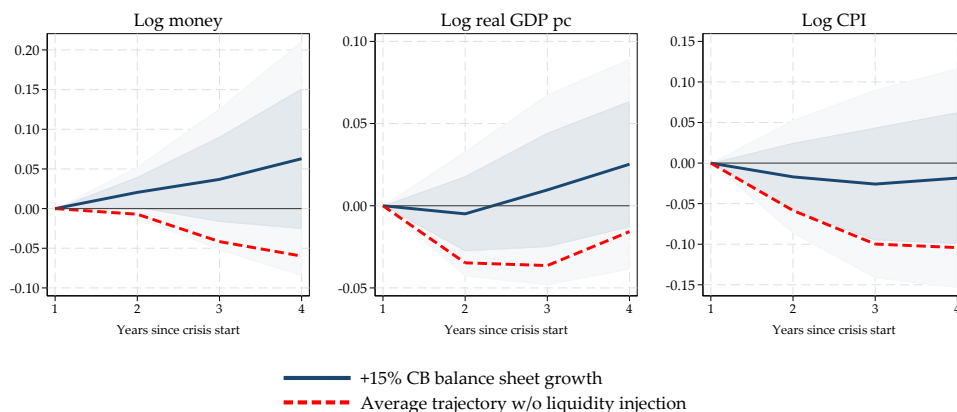 Log money
0.20
0.15
0.10
0.05
0.00
-0.05
-0.10
1 2 3 4
Years since crisis start
Log real GDP pc
0.10
0.05
0.00
-0.05
1 2 3 4
Years since crisis start
Log CPI
0.15
0.10
0.05
0.00
-0.05
-0.10
-0.15
1 2 3 4
Years since crisis start
+15% CB balance sheet growth
Average trajectory w/o liquidity injection